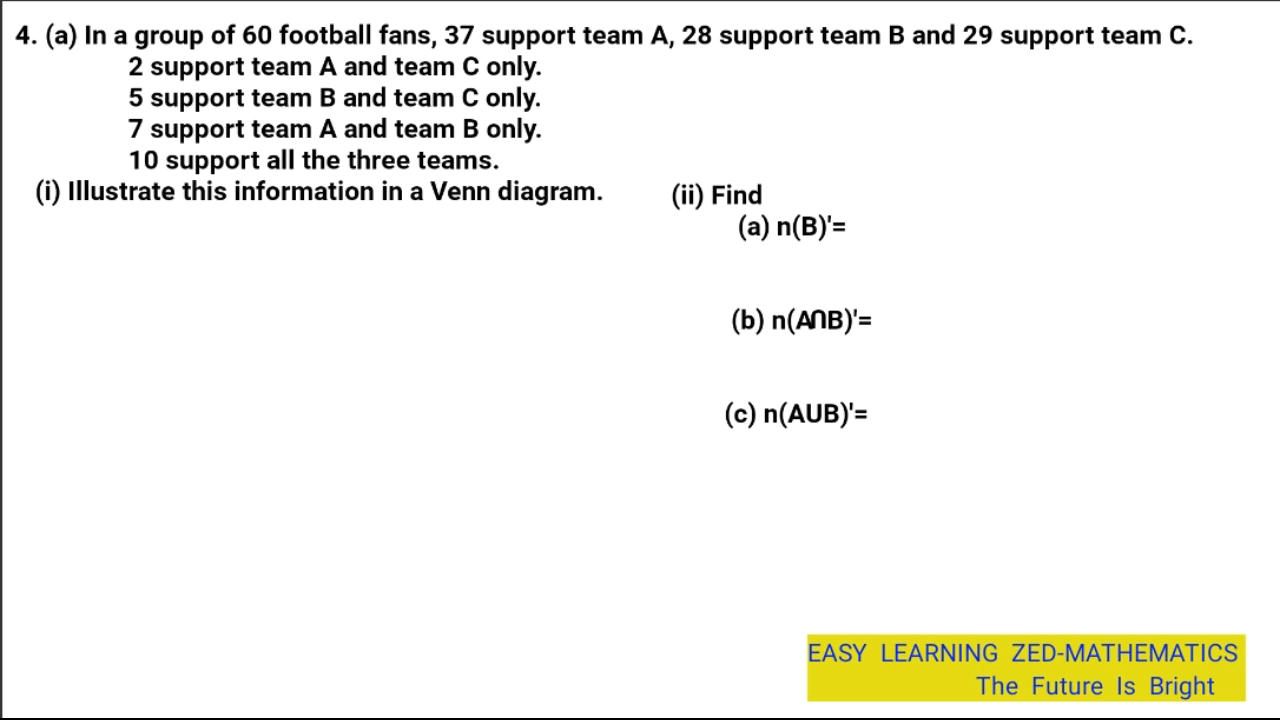 4. (a) In a group of 60 football fans, 37 support team A, 28 support team B and 29 support team C.
2 support team A and team C only.
5 support team B and team C only.
7 support team A and team B only.
10 support all the three teams.
(i) Illustrate this information in a Venn diagram.
(ii) Find
(a) n(B)'=
(b) n(A∩B)'=
(c) n(AUB)'=
EASY LEARNING ZED-MATHEMATICS
The Future Is Bright